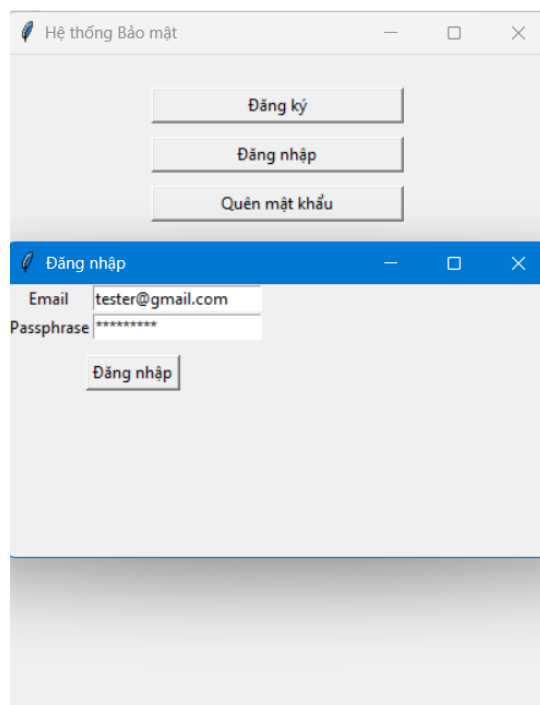 Hệ thống Bảo mật
Đăng ký
Đăng nhập
Quên mật khẩu
Đăng nhập
Email tester@gmail.com
Passphrase *********
Đăng nhập